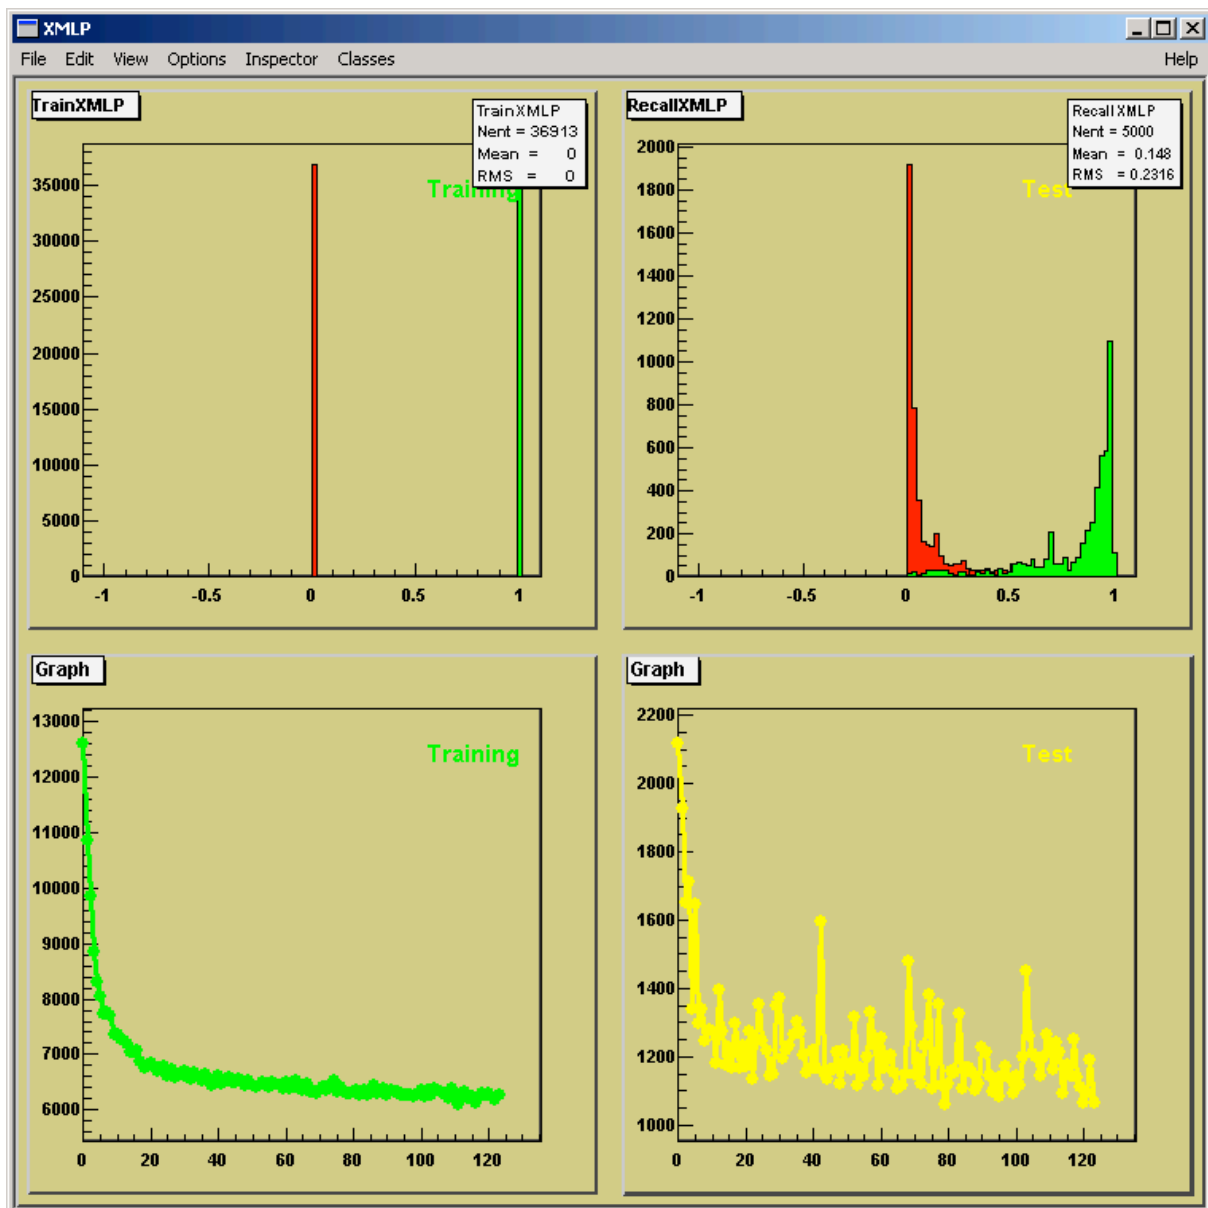 XMLP
File Edit View Options Inspector Classes Help
TrainXMLP
TrainXMLP
Nent = 36913
Mean = 0
RMS = 0
Training
35000
30000
25000
20000
15000
10000
5000
0
-1 -0.5 0 0.5 1
RecallXMLP
RecallXMLP
Nent = 5000
Mean = 0.148
RMS = 0.2316
Test
2000
1800
1600
1400
1200
1000
800
600
400
200
0
-1 -0.5 0 0.5 1
Graph
Training
13000
12000
11000
10000
9000
8000
7000
6000
0 20 40 60 80 100 120
Graph
Test
2200
2000
1800
1600
1400
1200
1000
0 20 40 60 80 100 120